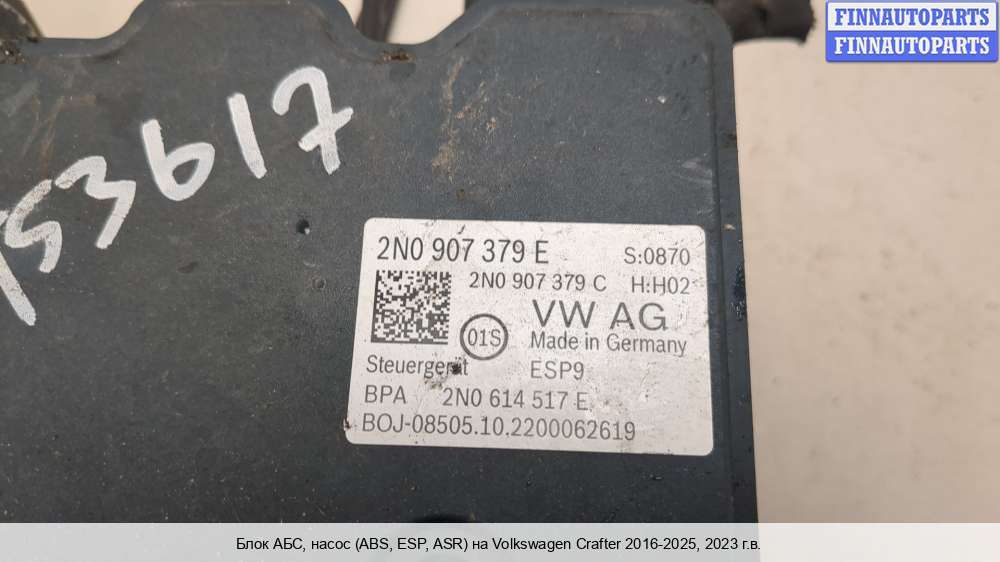 FINNAUTOPARTS
FINNAUTOPARTS
53617
2N0 907 379 E S:0870
2N0 907 379 C H:H02
VW AG
01S
Made in Germany
Steuergerät ESP9
BPA 2N0 614 517 E
BOJ-08505.10.2200062619
Блок АБС, насос (ABS, ESP, ASR) на Volkswagen Crafter 2016-2025, 2023 г.в.